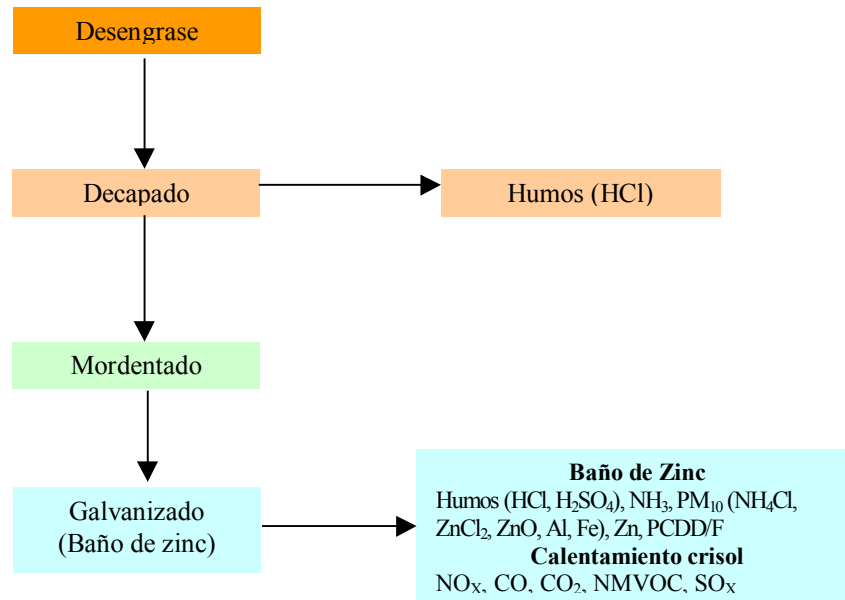 Desengrase
Decapado
Humos (HCl)
Mordentado
Galvanizado
(Baño de zinc)
Baño de Zinc
Humos (HCl, H₂SO₄), NH₃, PM₁₀ (NH₄Cl,
ZnCl₂, ZnO, Al, Fe), Zn, PCDD/F
Calentamiento crisol
NOₓ, CO, CO₂, NMVOC, SOₓ